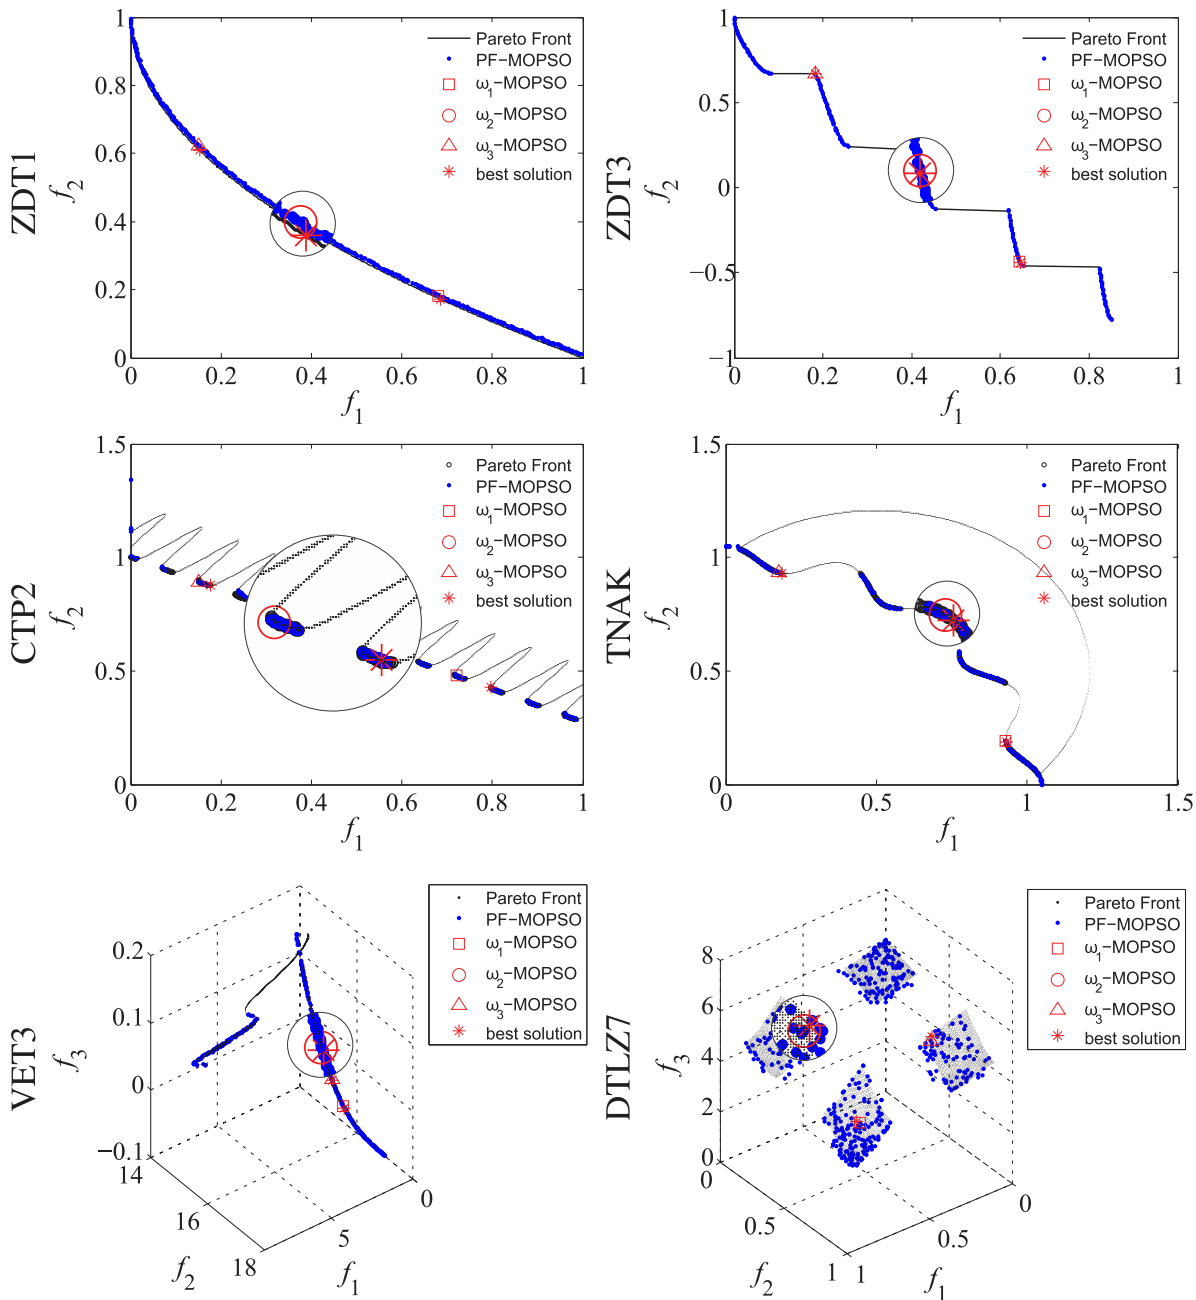 ZDT1
f2
1
0.8
0.6
0.4
0.2
0
0
0.2
0.4
0.6
0.8
1
f1
Pareto Front
PF−MOPSO
ω1−MOPSO
ω2−MOPSO
ω3−MOPSO
best solution
ZDT3
f2
1
0.5
0
−0.5
−1
0
0.2
0.4
0.6
0.8
1
f1
Pareto Front
PF−MOPSO
ω1−MOPSO
ω2−MOPSO
ω3−MOPSO
best solution
CTP2
f2
1.5
1
0.5
0
0
0.2
0.4
0.6
0.8
1
f1
Pareto Front
PF−MOPSO
ω1−MOPSO
ω2−MOPSO
ω3−MOPSO
best solution
TNAK
f2
1.5
1
0.5
0
0
0.5
1
1.5
f1
Pareto Front
PF−MOPSO
ω1−MOPSO
ω2−MOPSO
ω3−MOPSO
best solution
VET3
f3
0.2
0.1
0
−0.1
14
16
18
f2
5
0
f1
Pareto Front
PF−MOPSO
ω1−MOPSO
ω2−MOPSO
ω3−MOPSO
best solution
DTLZ7
f3
8
6
4
2
0
0
0.5
1
f2
1
0.5
0
f1
Pareto Front
PF−MOPSO
ω1−MOPSO
ω2−MOPSO
ω3−MOPSO
best solution